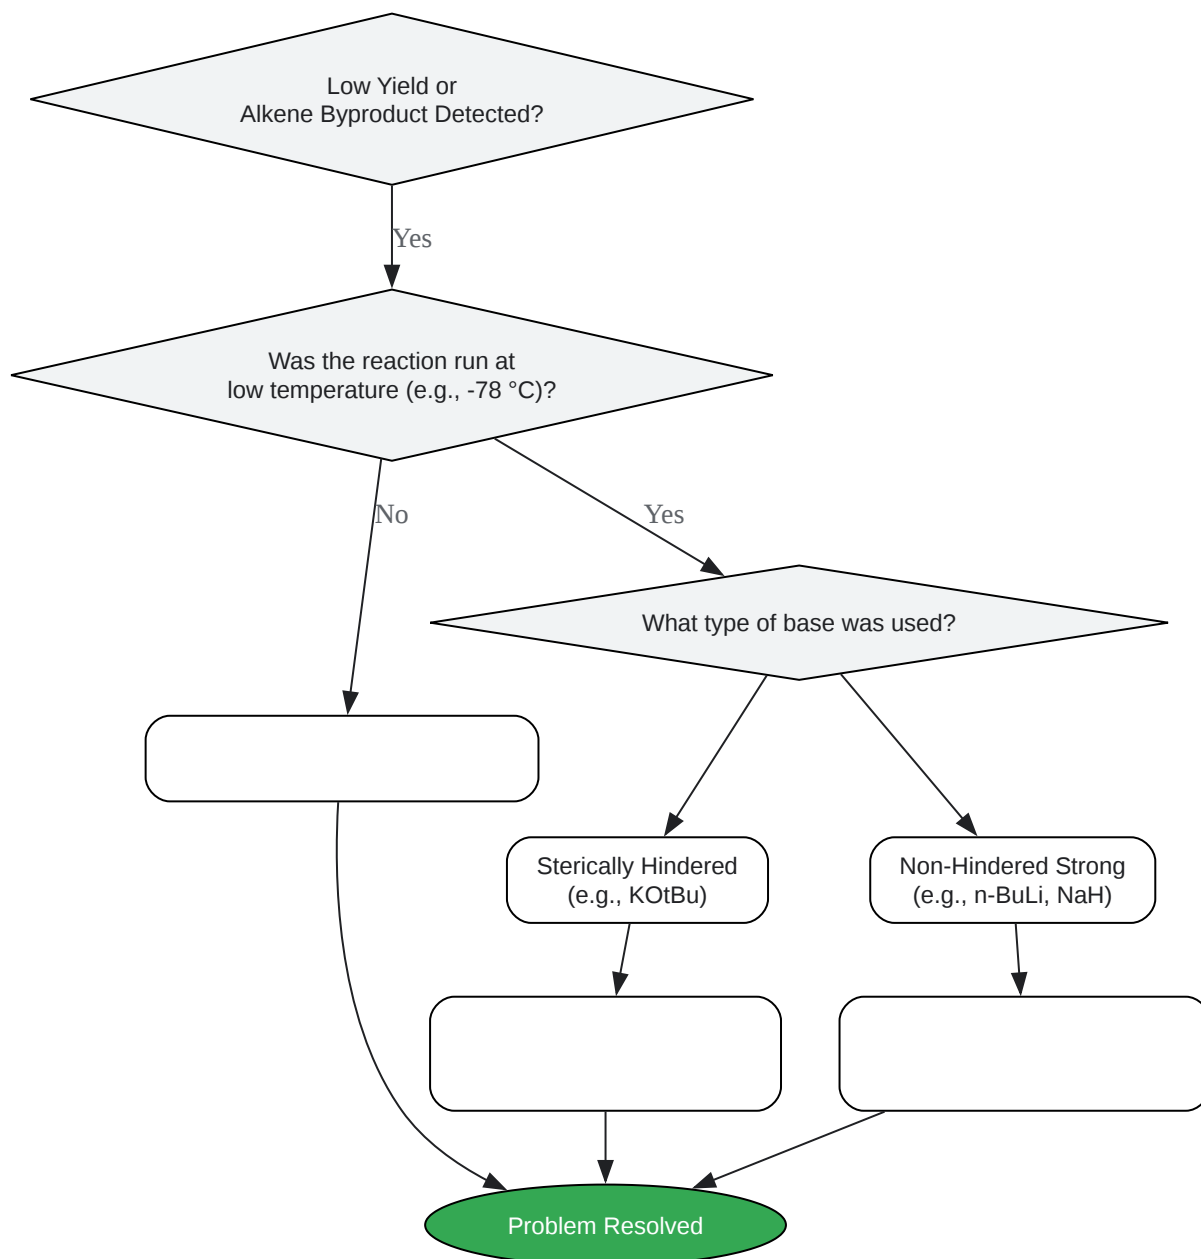 Low Yield or
Alkene Byproduct Detected?
Yes
Was the reaction run at
low temperature (e.g., -78 °C)?
No
Yes
What type of base was used?
Sterically Hindered
(e.g., KOtBu)
Non-Hindered Strong
(e.g., n-BuLi, NaH)
Problem Resolved